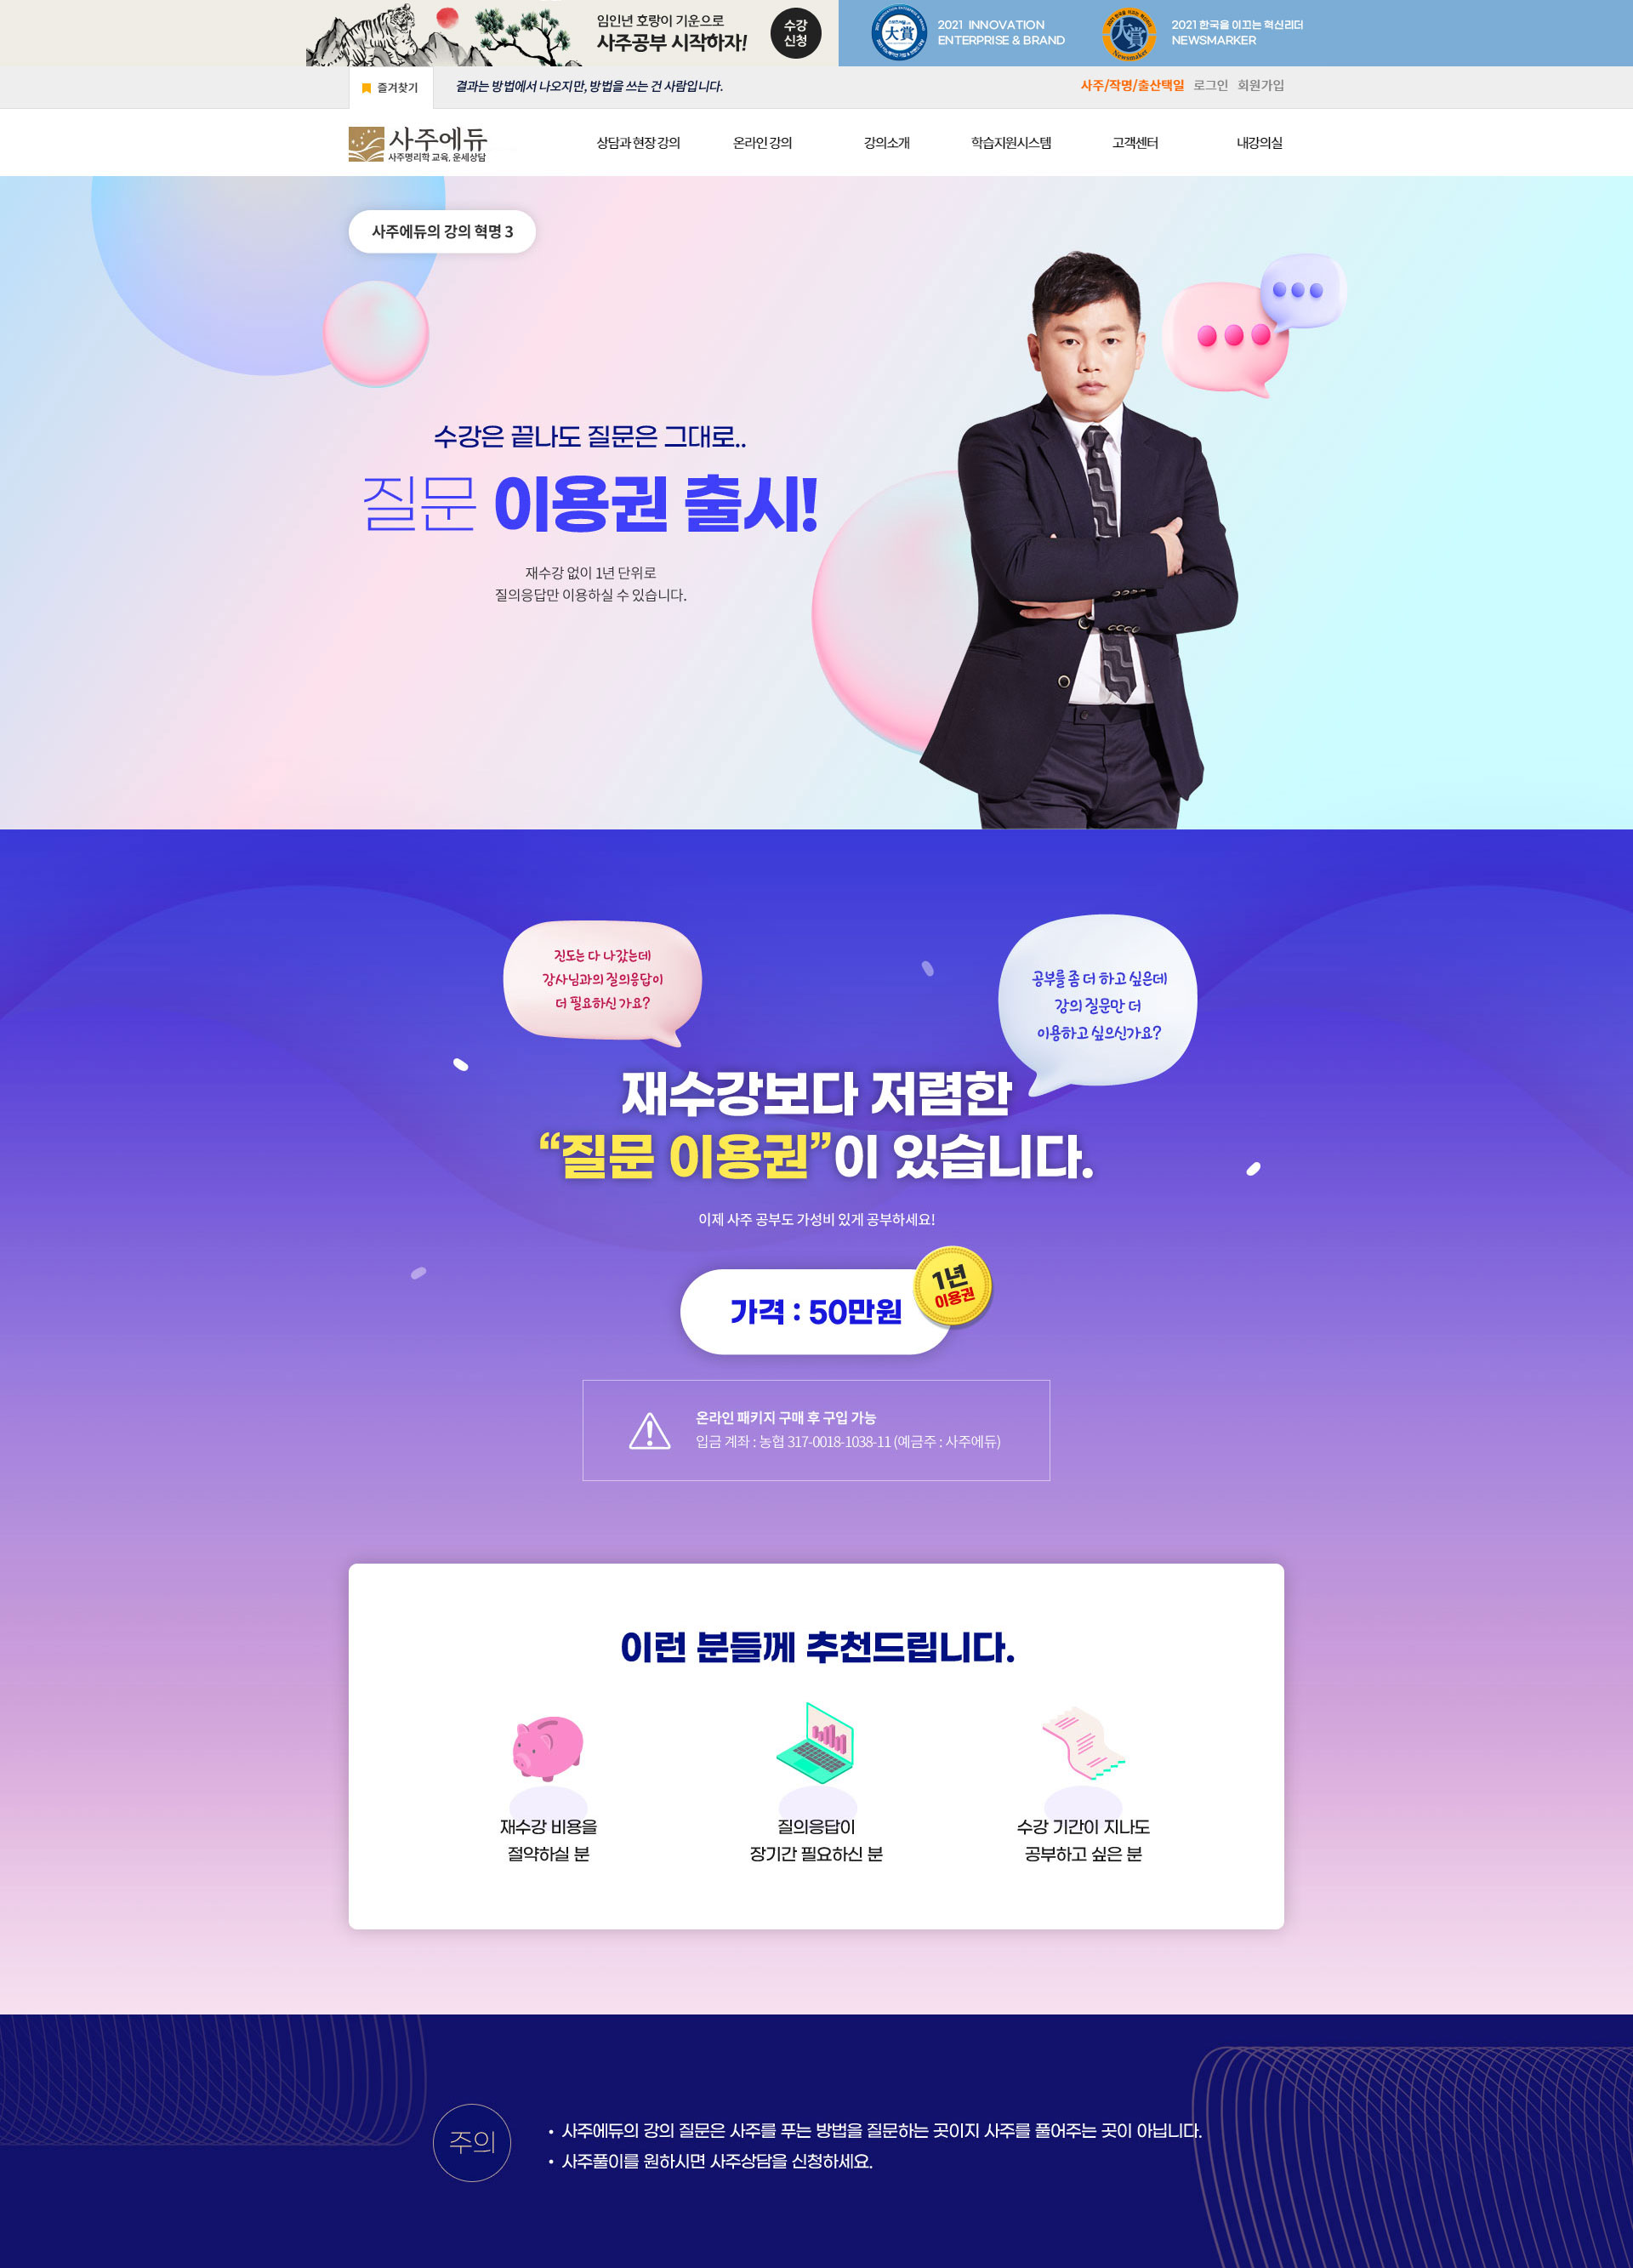 임인년 호랑이 기운으로
사주공부 시작하자!
수강
신청
大賞
2021 INNOVATION
ENTERPRISE & BRAND
大賞
Newsmaker
2021 한국을 이끄는 혁신리더
NEWSMARKER
즐겨찾기
결과는 방법에서 나오지만, 방법을 쓰는 건 사람입니다.
사주/작명/출산택일 로그인 회원가입
사주에듀
사주명리학 교육, 운세상담
상담과 현장 강의 온라인 강의 강의소개 학습지원시스템 고객센터 내강의실
사주에듀의 강의 혁명 3
수강은 끝나도 질문은 그대로..
질문 이용권 출시!
재수강 없이 1년 단위로
질의응답만 이용하실 수 있습니다.
진도는 다 나갔는데
강사님과의 질의응답이
더 필요하신 가요?
공부를 좀 더 하고 싶은데
강의 질문만 더
이용하고 싶으신가요?
재수강보다 저렴한
“질문 이용권”이 있습니다.
이제 사주 공부도 가성비 있게 공부하세요!
1년
이용권
가격 : 50만원
온라인 패키지 구매 후 구입 가능
입금 계좌 : 농협 317-0018-1038-11 (예금주 : 사주에듀)
이런 분들께 추천드립니다.
재수강 비용을
절약하실 분
질의응답이
장기간 필요하신 분
수강 기간이 지나도
공부하고 싶은 분
주의
• 사주에듀의 강의 질문은 사주를 푸는 방법을 질문하는 곳이지 사주를 풀어주는 곳이 아닙니다.
• 사주풀이를 원하시면 사주상담을 신청하세요.